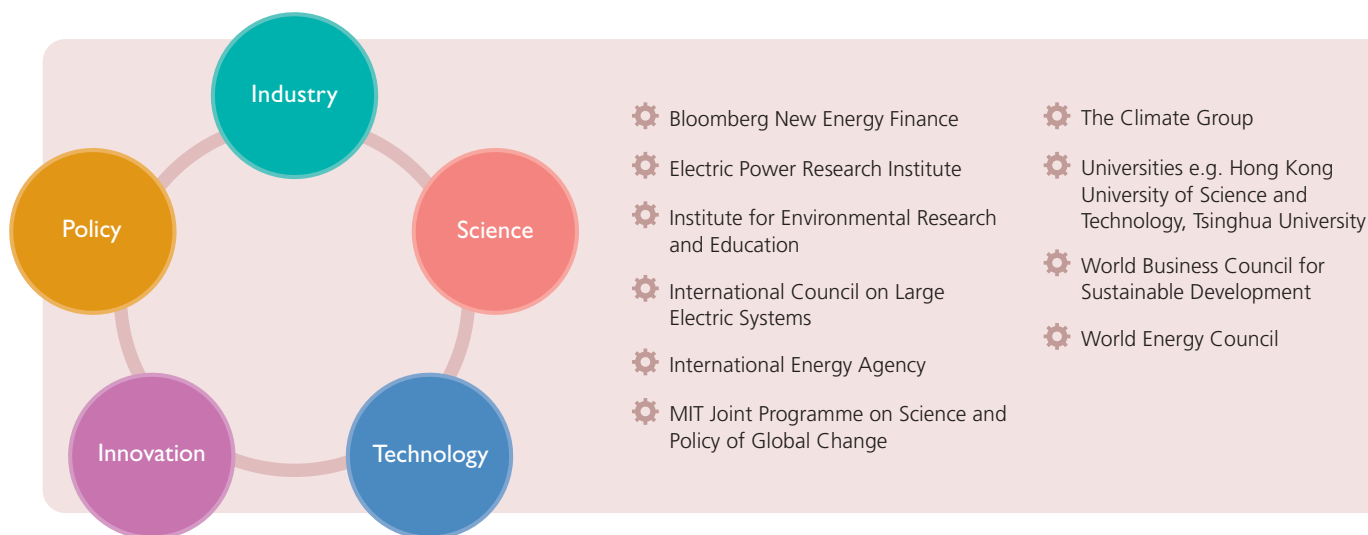 Industry
Policy
Science
Innovation
Technology
Bloomberg New Energy Finance
Electric Power Research Institute
Institute for Environmental Research
and Education
International Council on Large
Electric Systems
International Energy Agency
MIT Joint Programme on Science and
Policy of Global Change
The Climate Group
Universities e.g. Hong Kong
University of Science and
Technology, Tsinghua University
World Business Council for
Sustainable Development
World Energy Council